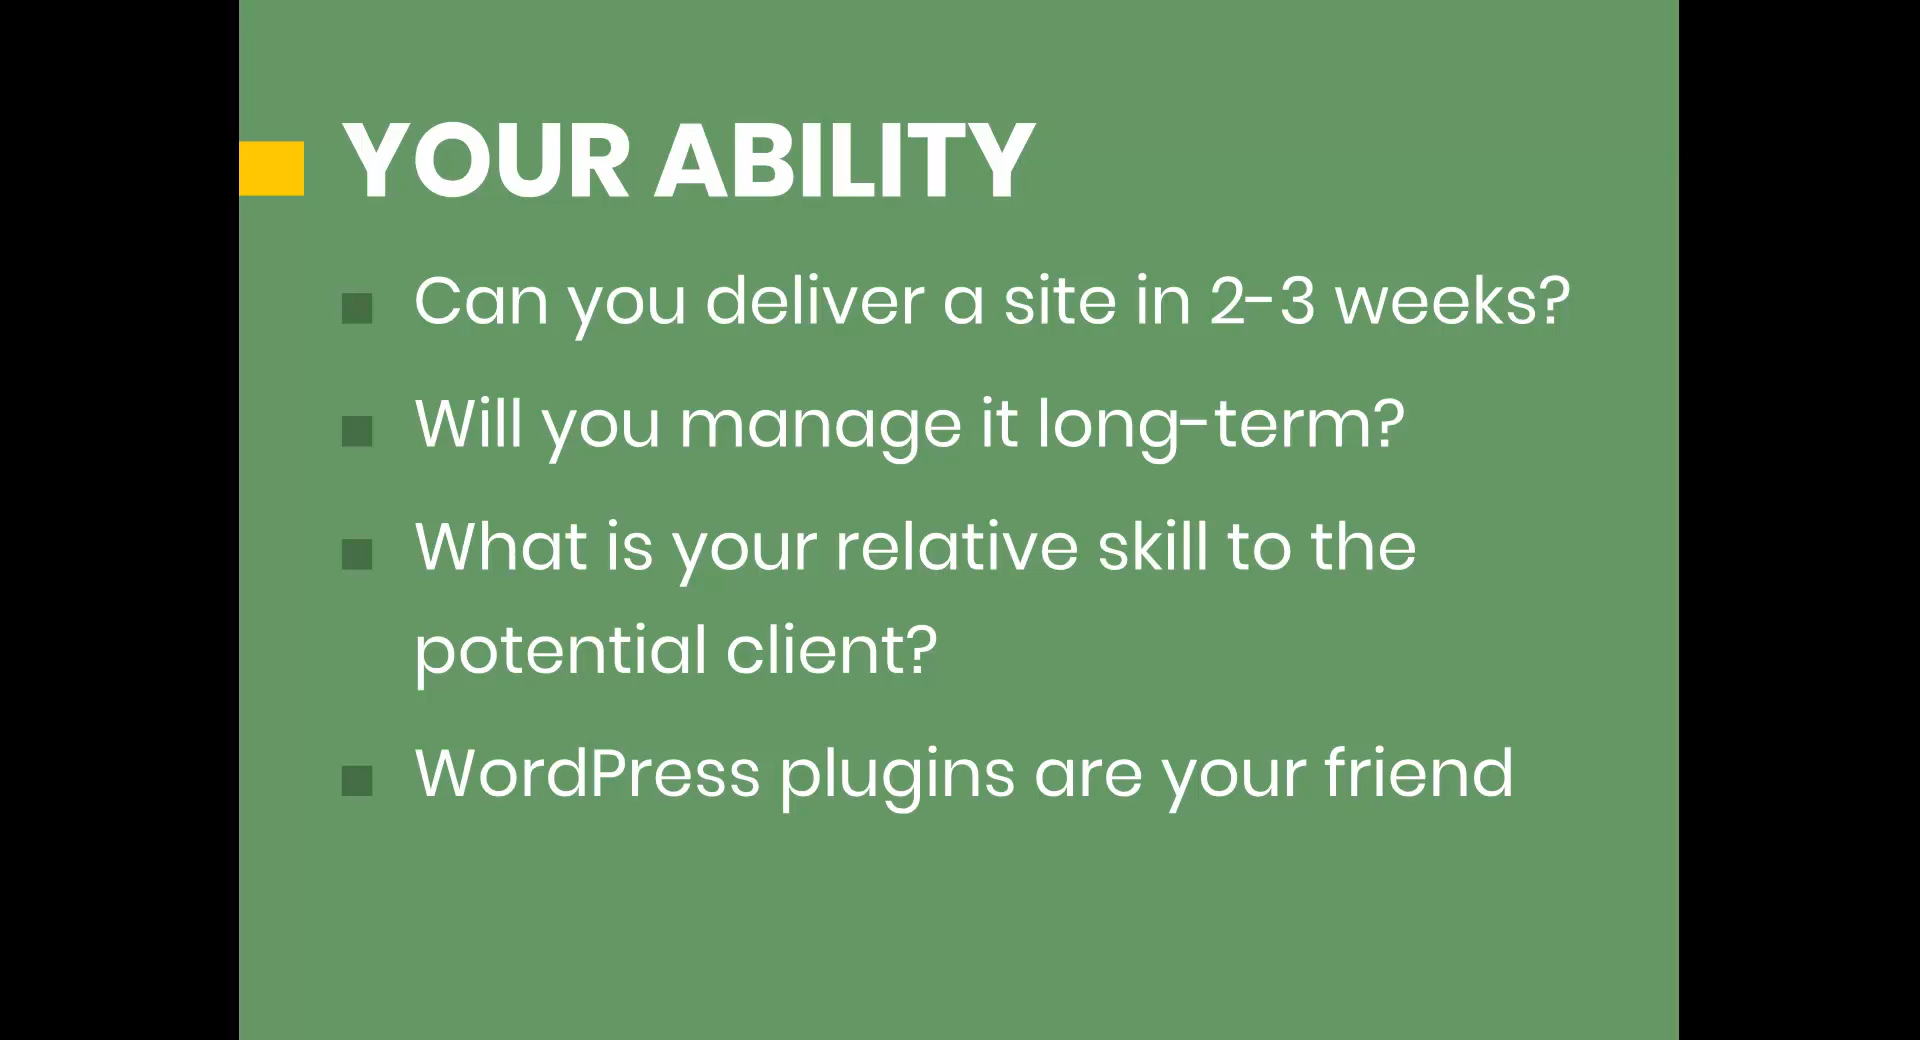 YOUR ABILITY
Can you deliver a site in 2-3 weeks?
Will you manage it long-term?
What is your relative skill to the
potential client?
WordPress plugins are your friend